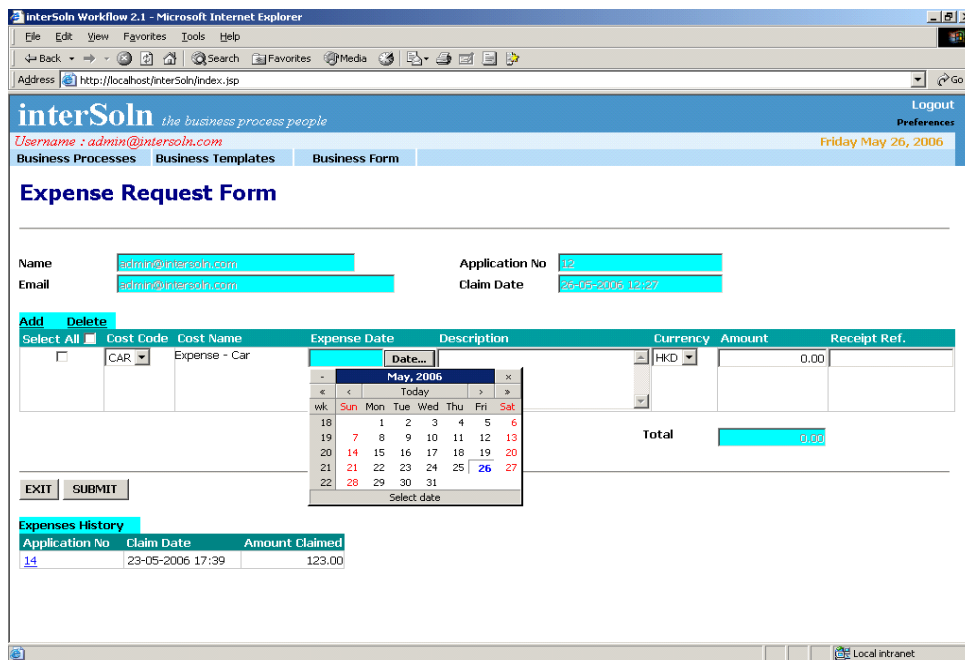 interSoln Workflow 2.1 - Microsoft Internet Explorer
File Edit View Favorites Tools Help
Back Search Favorites Media
Address http://localhost/interSoln/index.jsp Go
Logout
interSoln the business process people
Preferences
Username : admin@intersoln.com Friday May 26, 2006
Business Processes Business Templates Business Form
Expense Request Form
Name admin@intersoln.com Application No 12
Email admin@intersoln.com Claim Date 26-05-2006 12:27
Add Delete
Select All Cost Code Cost Name Expense Date Description Currency Amount Receipt Ref.
CAR Expense - Car Date... HKD 0.00
- May, 2006 ×
« ‹ Today › »
wk Sun Mon Tue Wed Thu Fri Sat
18 1 2 3 4 5 6
19 7 8 9 10 11 12 13
20 14 15 16 17 18 19 20
21 21 22 23 24 25 26 27
22 28 29 30 31
Select date
Total 0.00
EXIT SUBMIT
Expenses History
Application No Claim Date Amount Claimed
14 23-05-2006 17:39 123.00
Local intranet